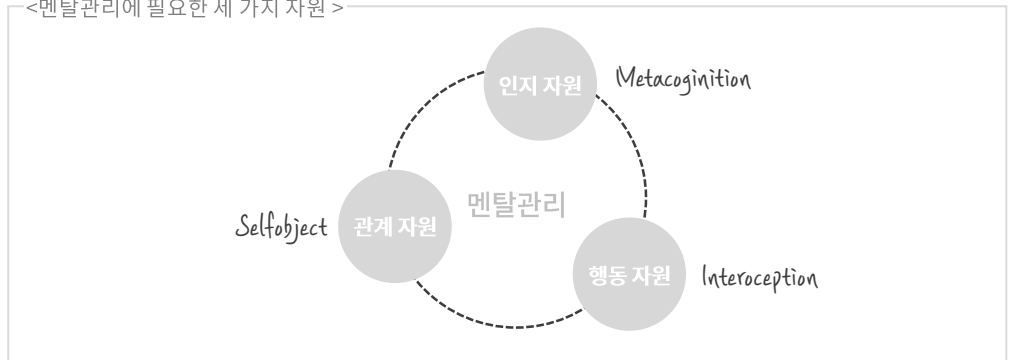 <멘탈관리에 필요한 세 가지 자원 >
인지 자원
Metacoginition
멘탈관리
Selfobject
관계 자원
행동 자원
Interoception